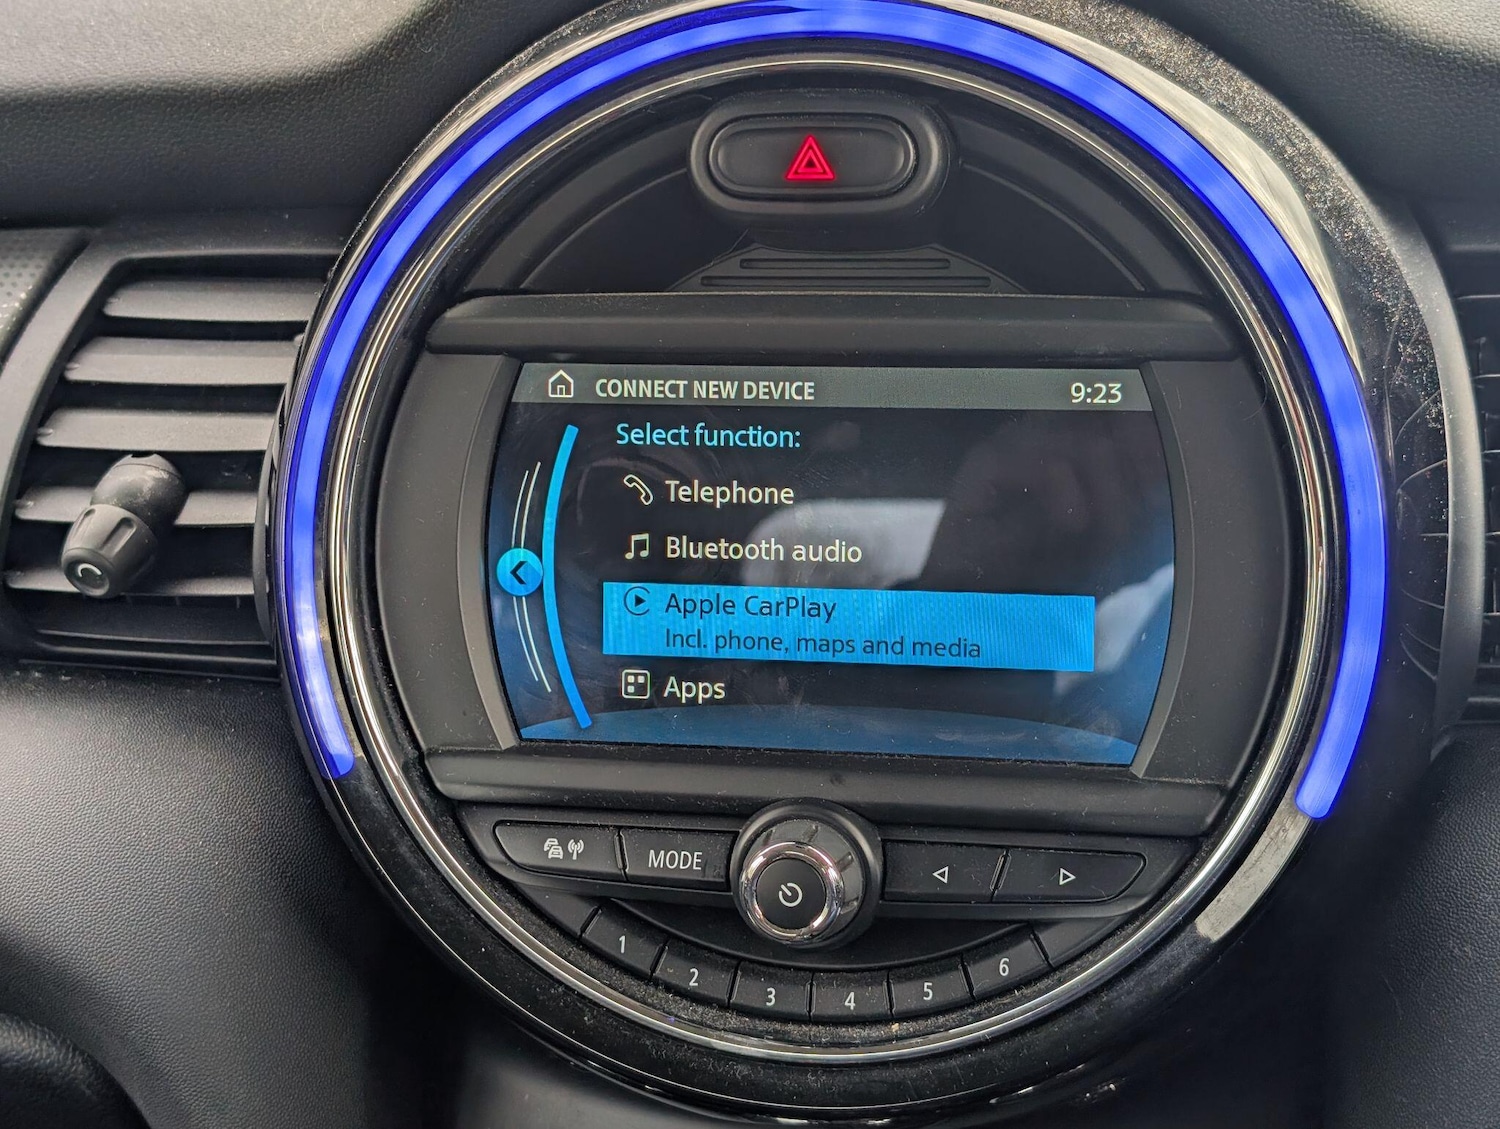 CONNECT NEW DEVICE 9:23
Select function:
Telephone
Bluetooth audio
Apple CarPlay
Incl. phone, maps and media
Apps
MODE
1 2 3 4 5 6